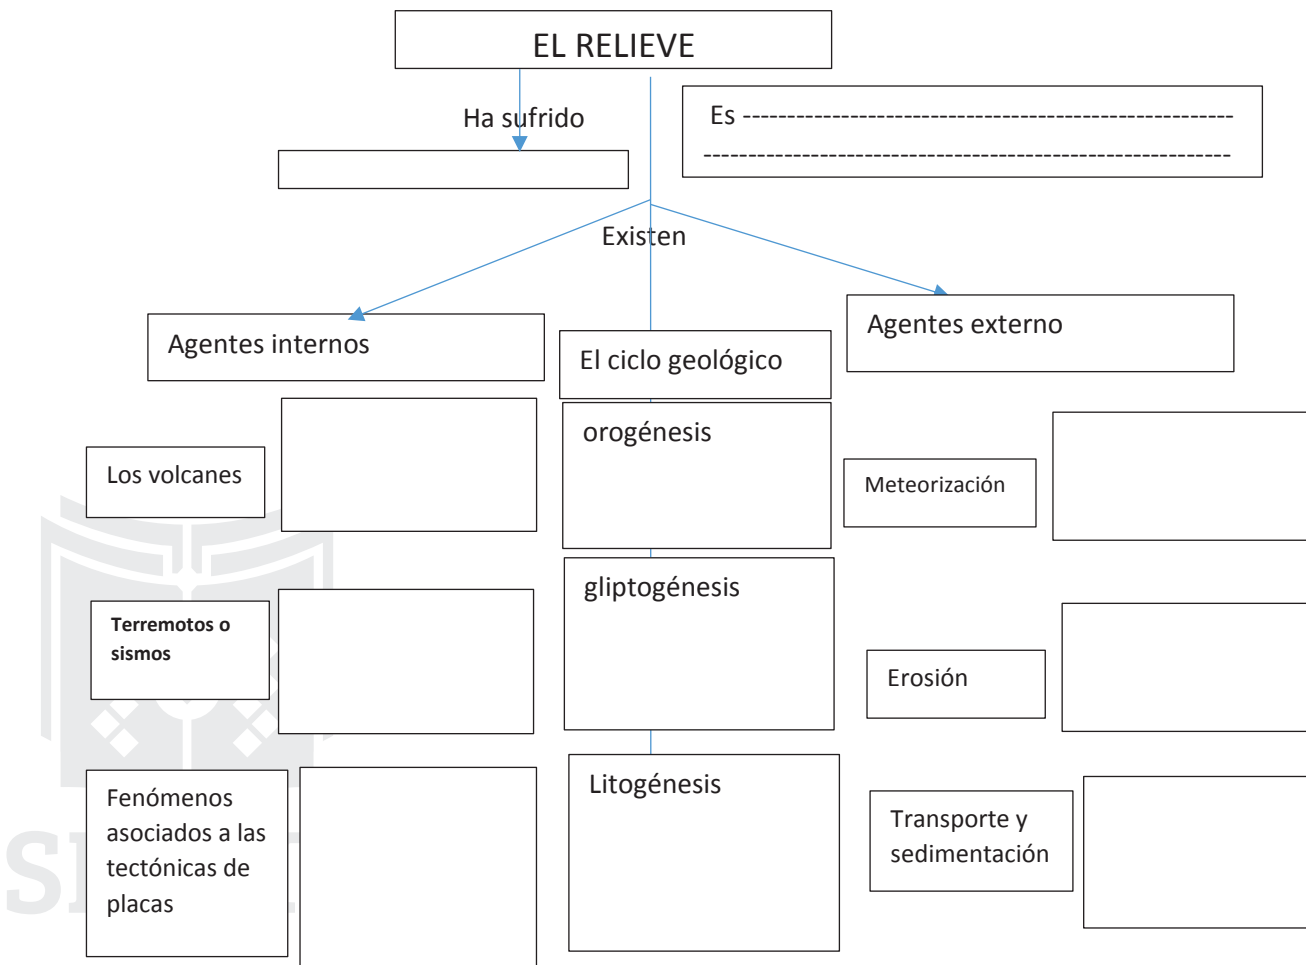 EL RELIEVE
Ha sufrido
Es -------------------------------------------------------
-----------------------------------------------------------
Existen
Agentes internos
El ciclo geológico
Agentes externo
Los volcanes
orogénesis
Meteorización
Terremotos o
sismos
gliptogénesis
Erosión
Fenómenos
asociados a las
tectónicas de
placas
Litogénesis
Transporte y
sedimentación